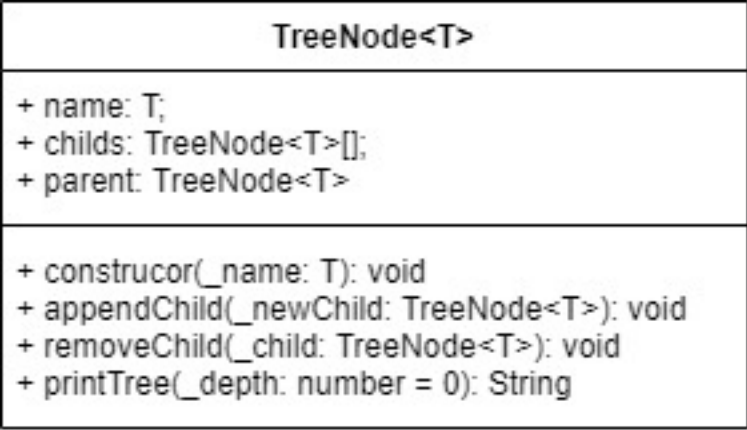 TreeNode<T>
+ name: T;
+ childs: TreeNode<T>[];
+ parent: TreeNode<T>
+ construcor(_name: T): void
+ appendChild(_newChild: TreeNode<T>): void
+ removeChild(_child: TreeNode<T>): void
+ printTree(_depth: number = 0): String